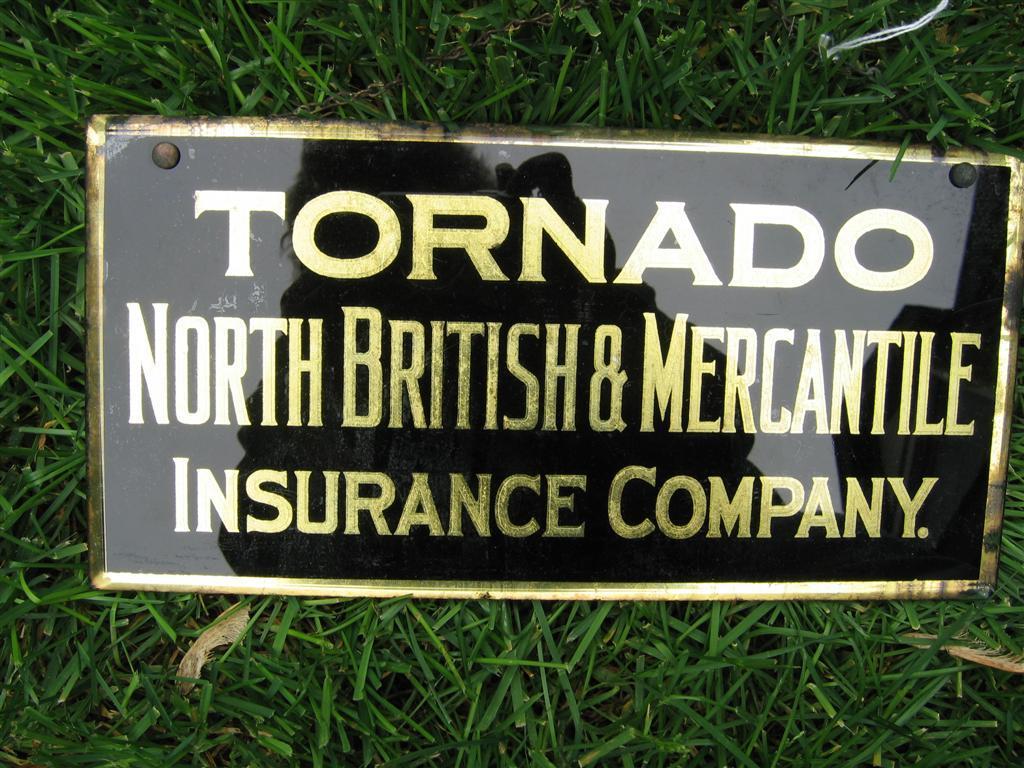 TORNADO
NORTH BRITISH & MERCANTILE
INSURANCE COMPANY.